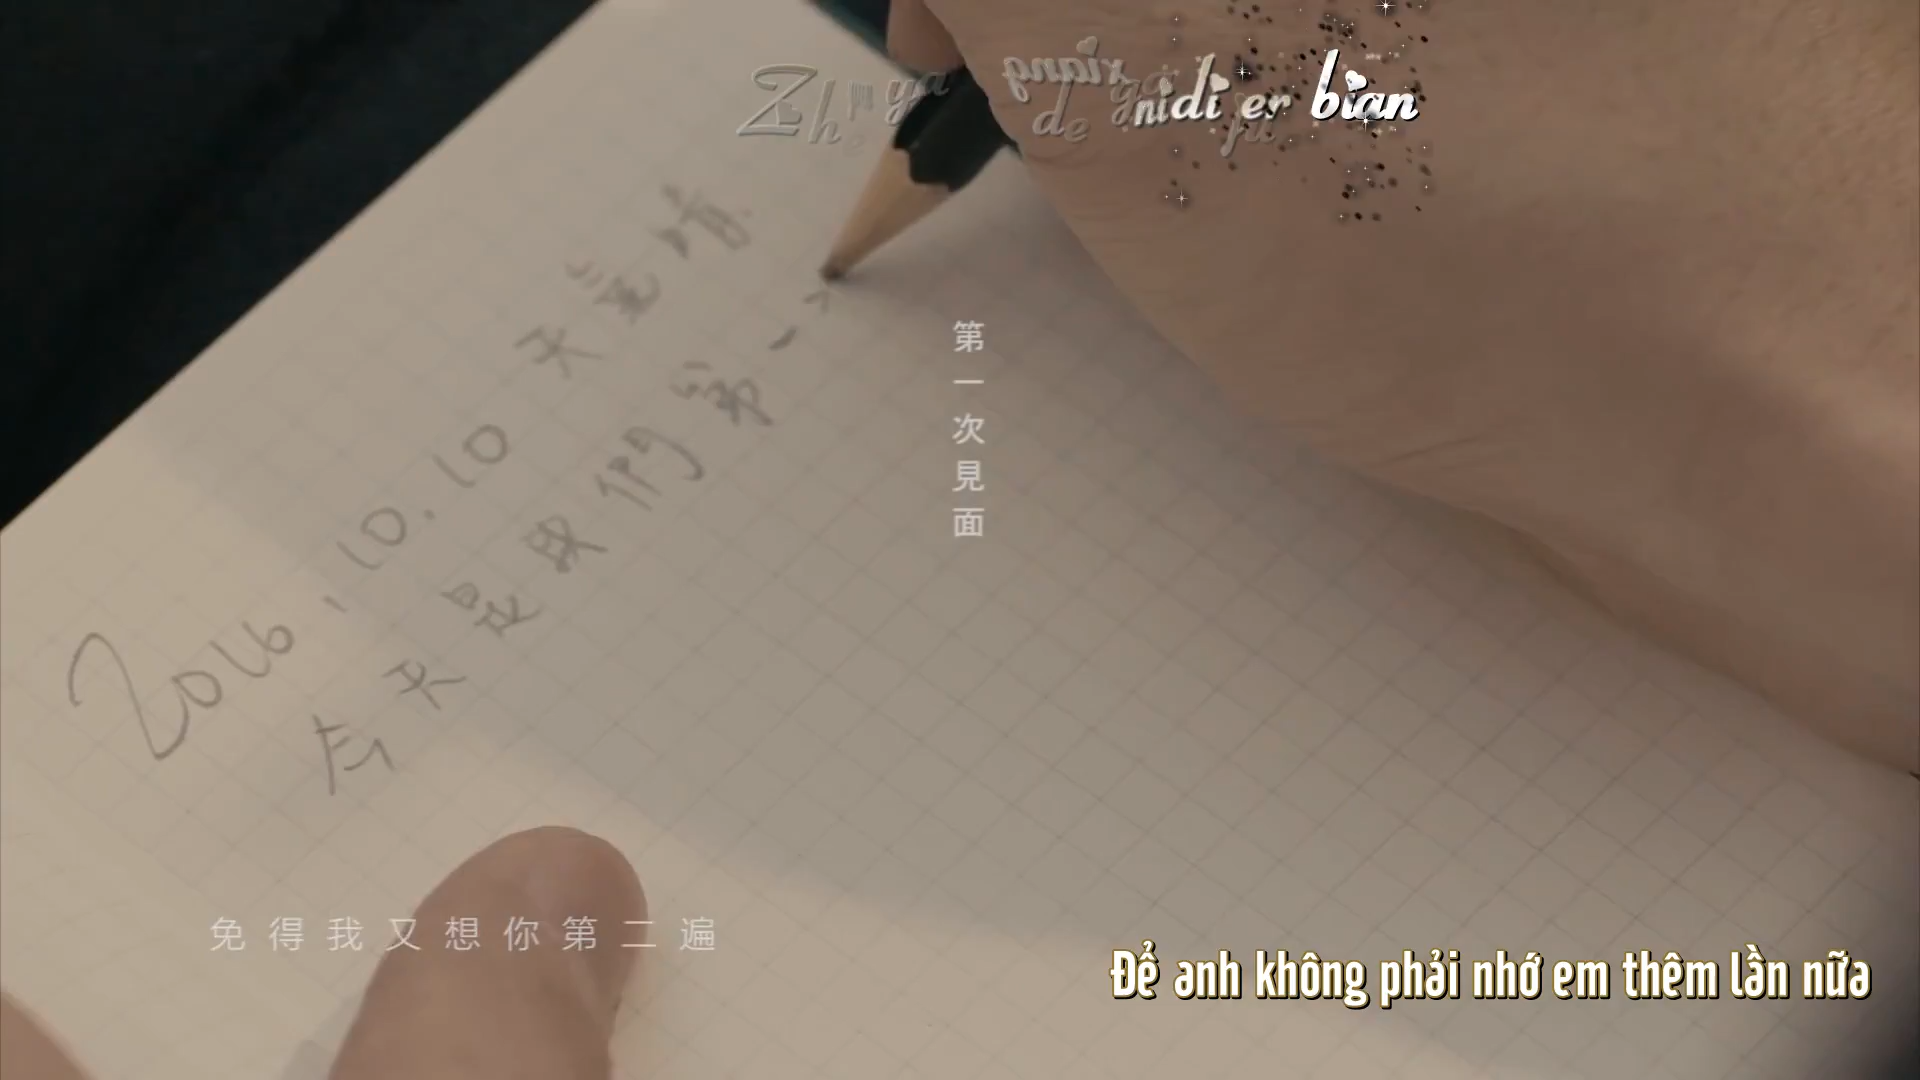 nidi er bian
2016.10.10 天氣晴
今天是我們第一
第一次見面
免得我又想你第二遍
Để anh không phải nhớ em thêm lần nữa